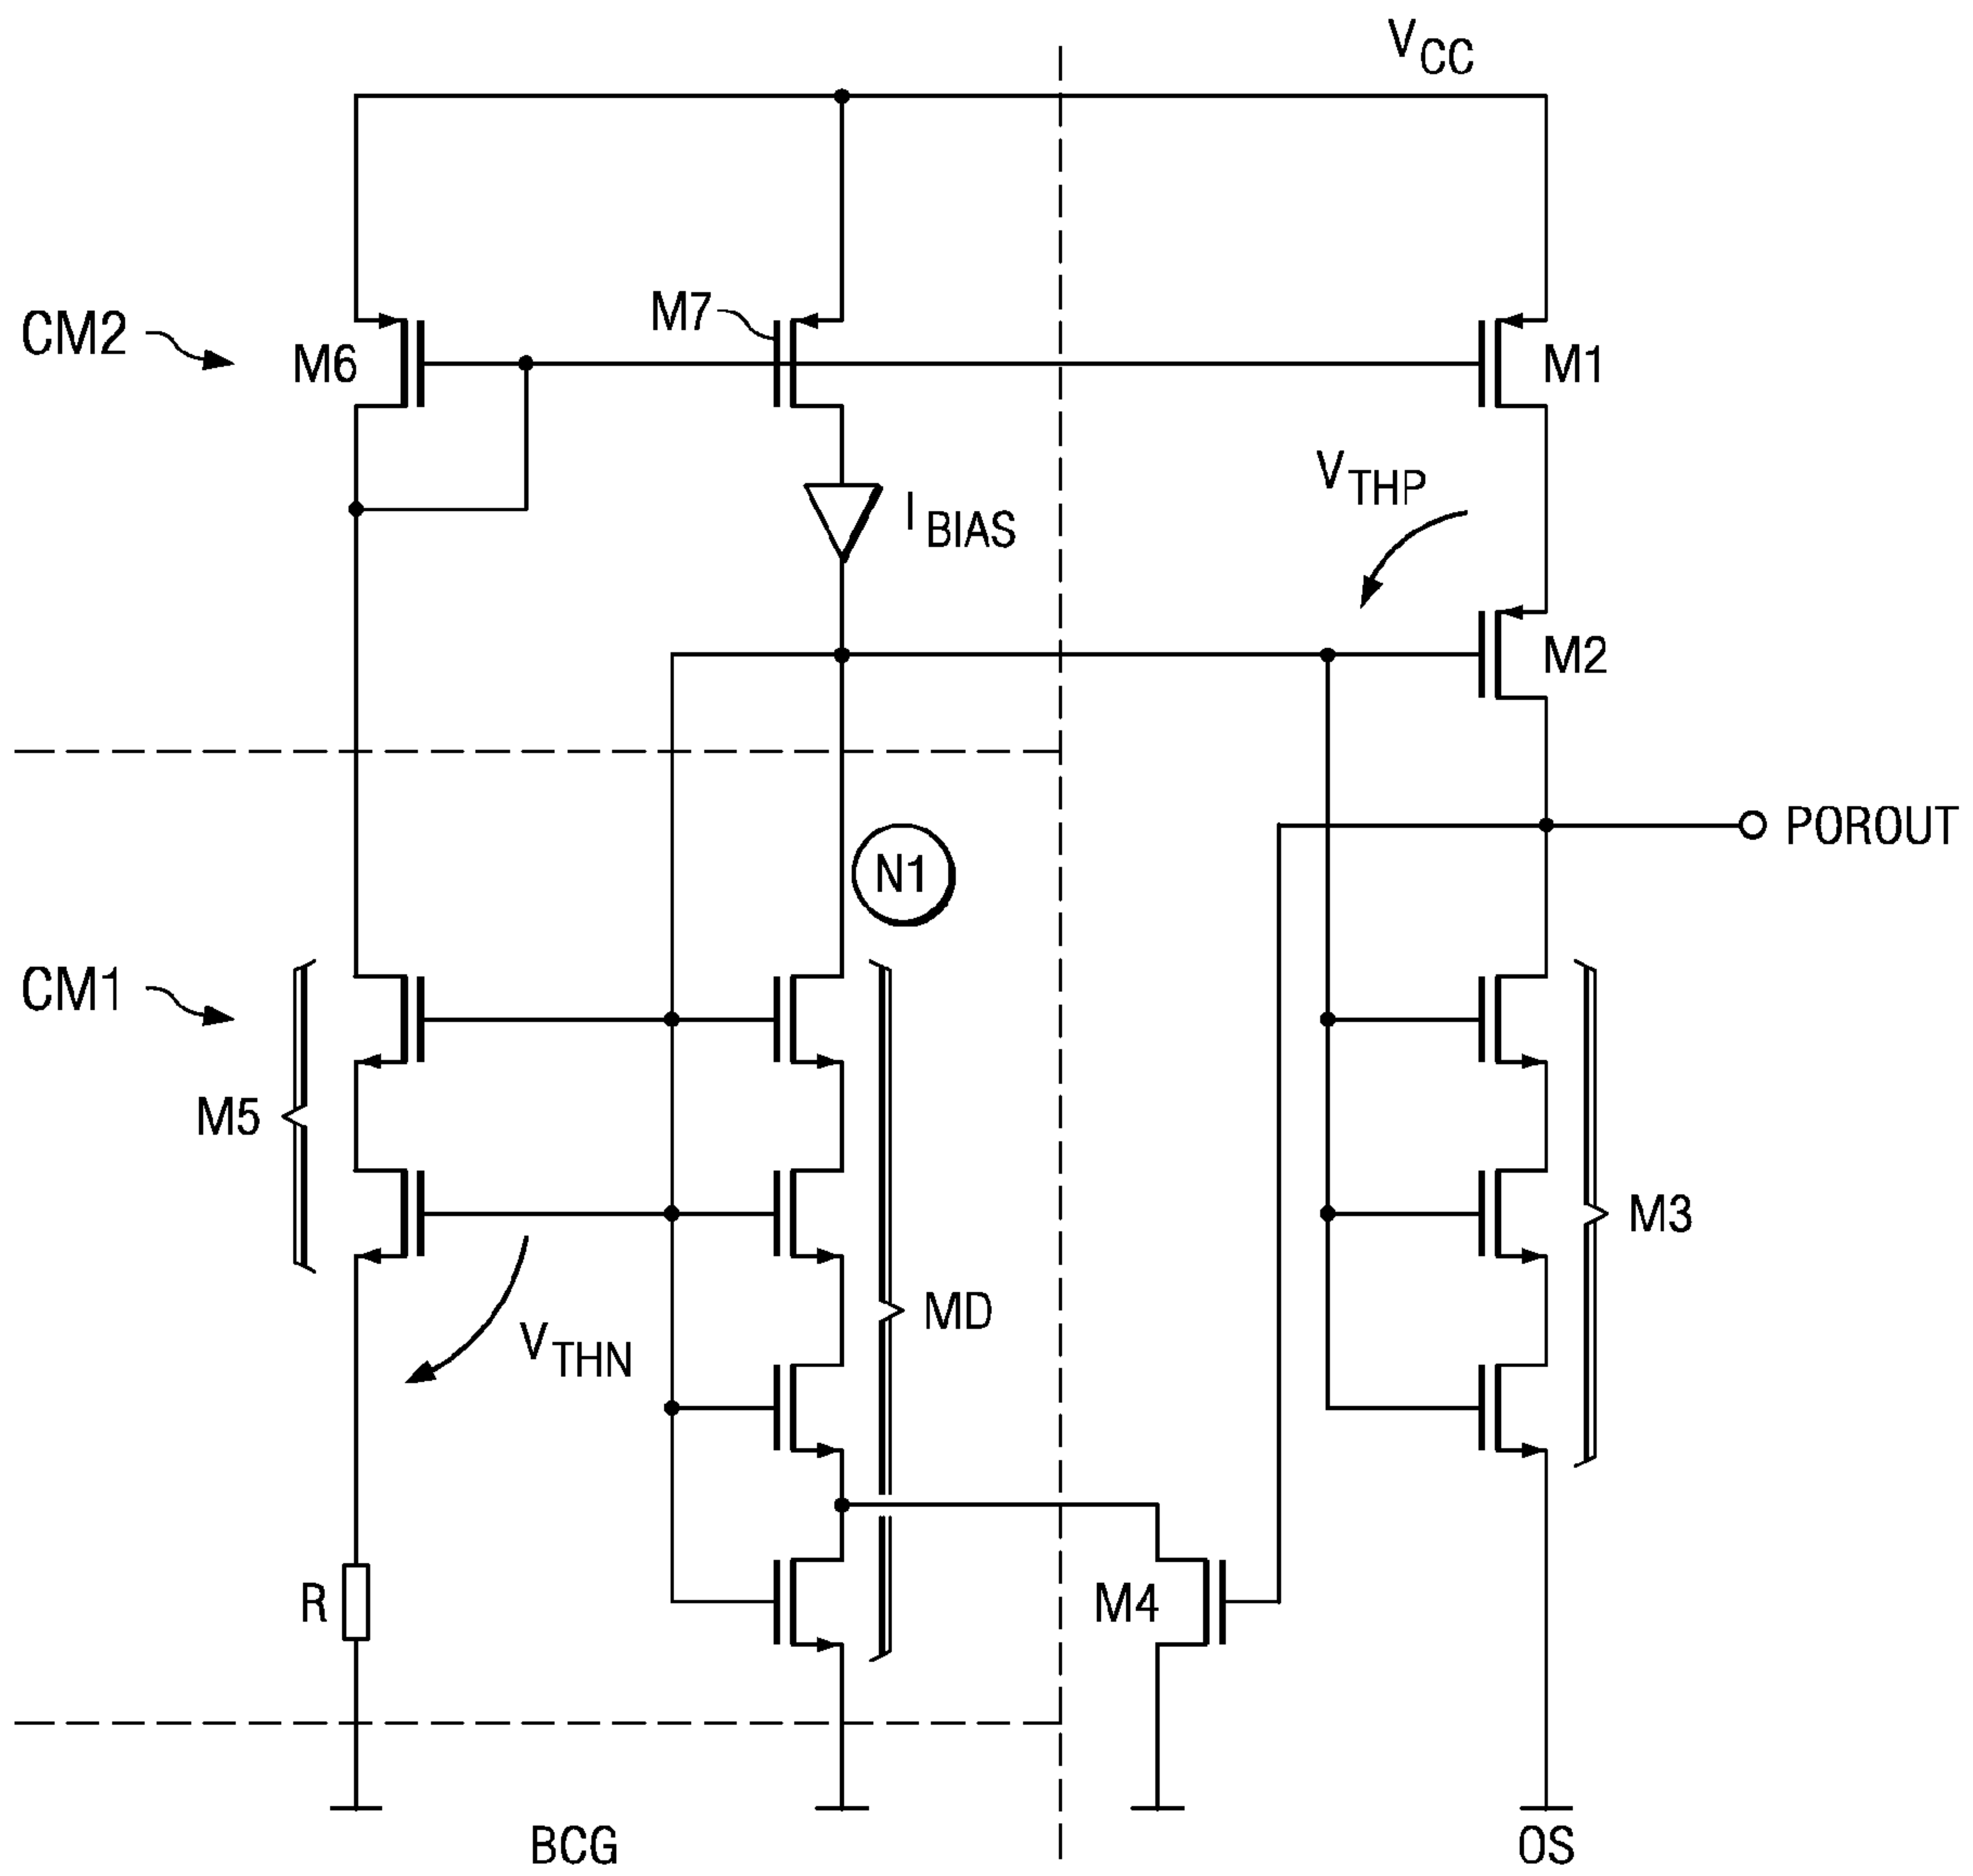 VCC
CM2
M6
M7
M1
IBIAS
VTHP
M2
N1
POROUT
CM1
M5
VTHN
MD
M3
R
M4
BCG
OS